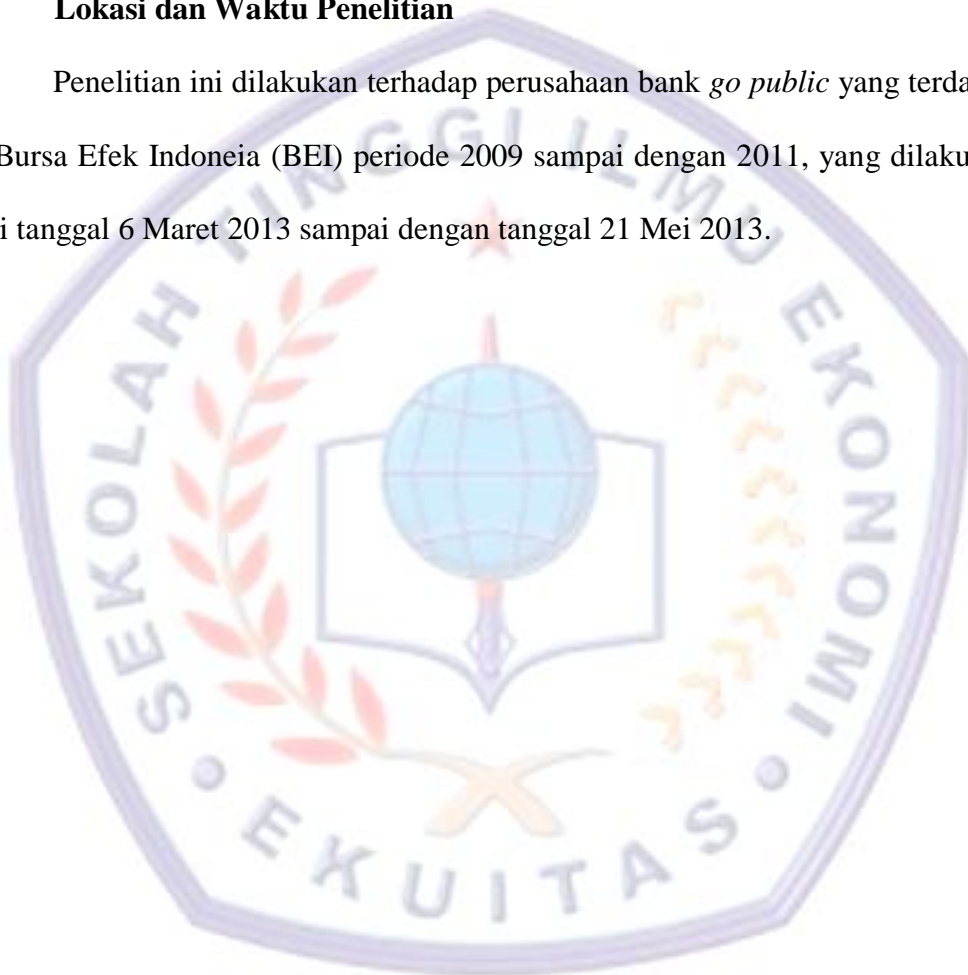 Lokasi dan Waktu Penelitian
Penelitian ini dilakukan terhadap perusahaan bank go public yang terda
Bursa Efek Indoneia (BEI) periode 2009 sampai dengan 2011, yang dilaku
i tanggal 6 Maret 2013 sampai dengan tanggal 21 Mei 2013.
SEKOLAH TINGGI ILMU EKONOMI
• EKUITAS •